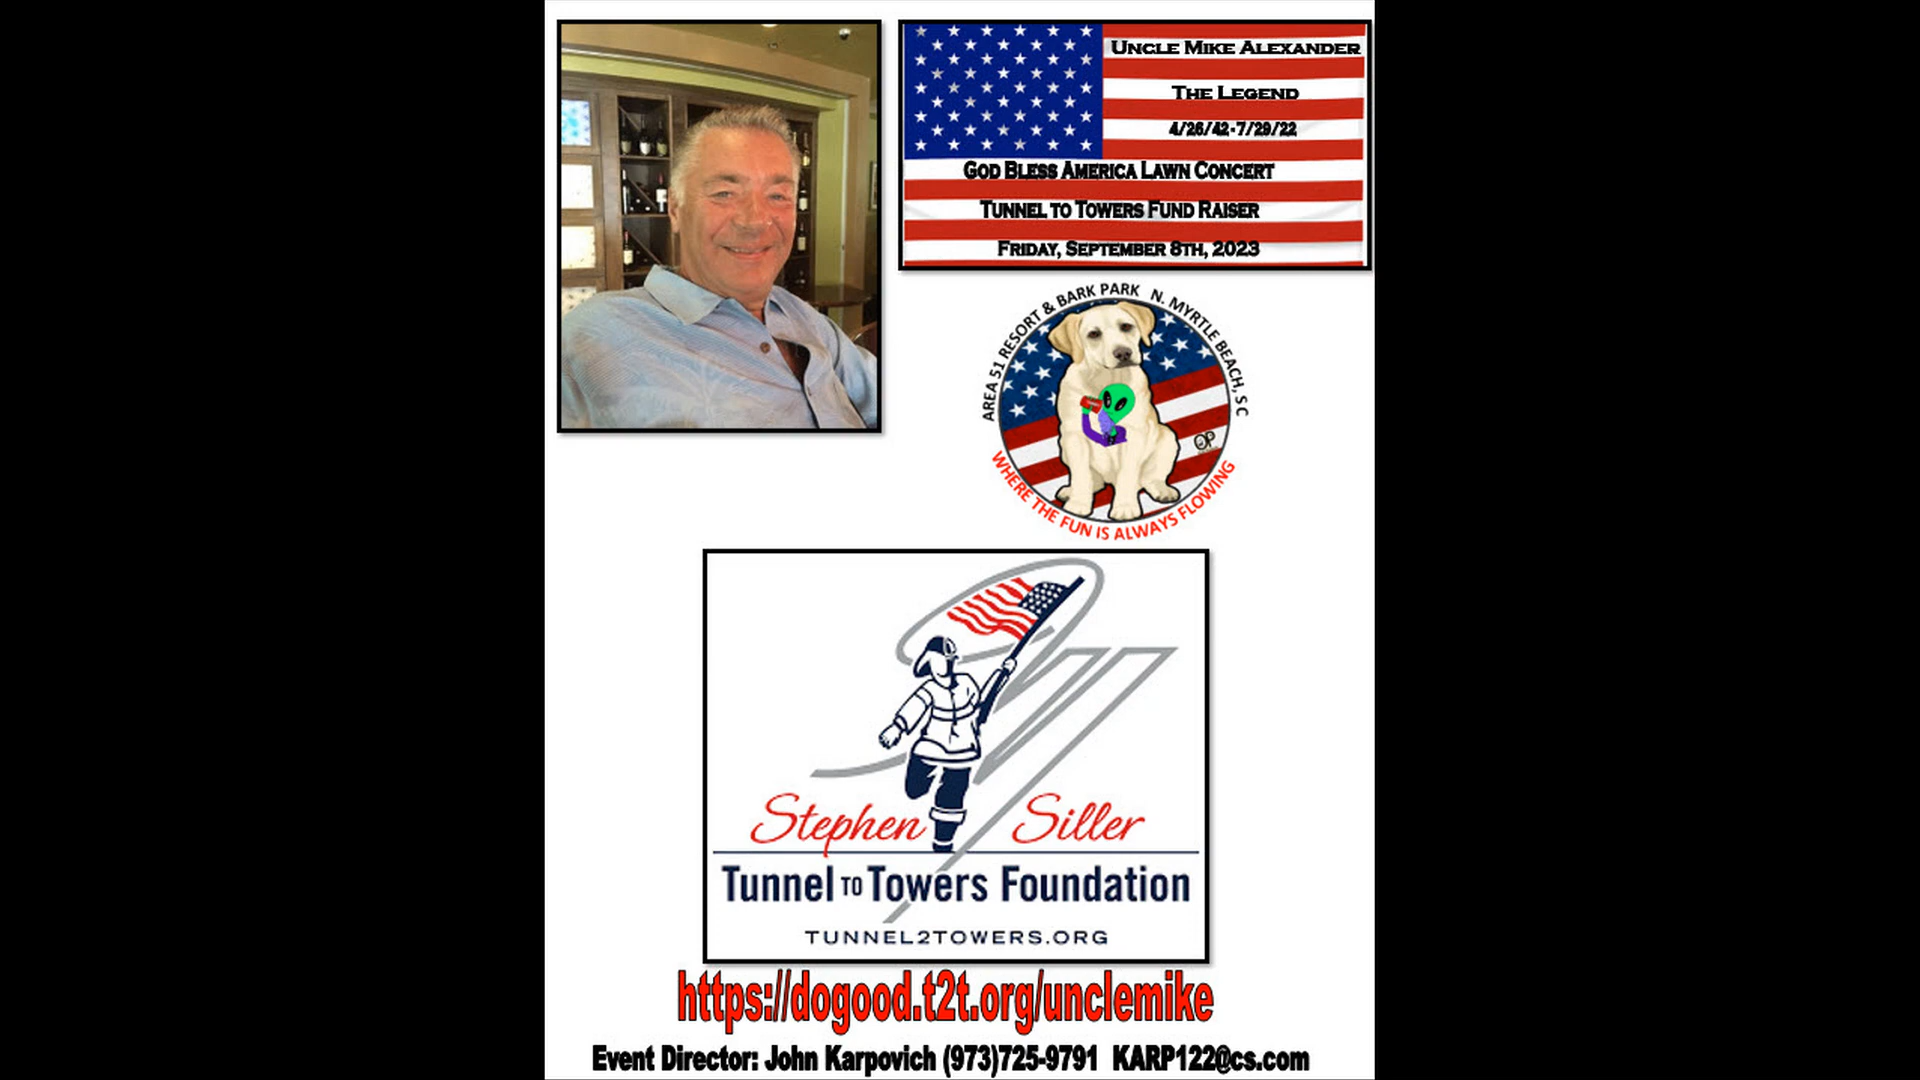 UNCLE MIKE ALEXANDER
THE LEGEND
4/26/42-7/29/22
GOD BLESS AMERICA LAWN CONCERT
TUNNEL TO TOWERS FUND RAISER
FRIDAY, SEPTEMBER 8TH, 2023
AREA 51 RESORT & BARK PARK N. MYRTLE BEACH, SC
OP
WHERE THE FUN IS ALWAYS FLOWING
Stephen Siller
Tunnel TO Towers Foundation
TUNNEL2TOWERS.ORG
https://dogood.t2t.org/unclemike
Event Director: John Karpovich (973)725-9791 KARP122@cs.com